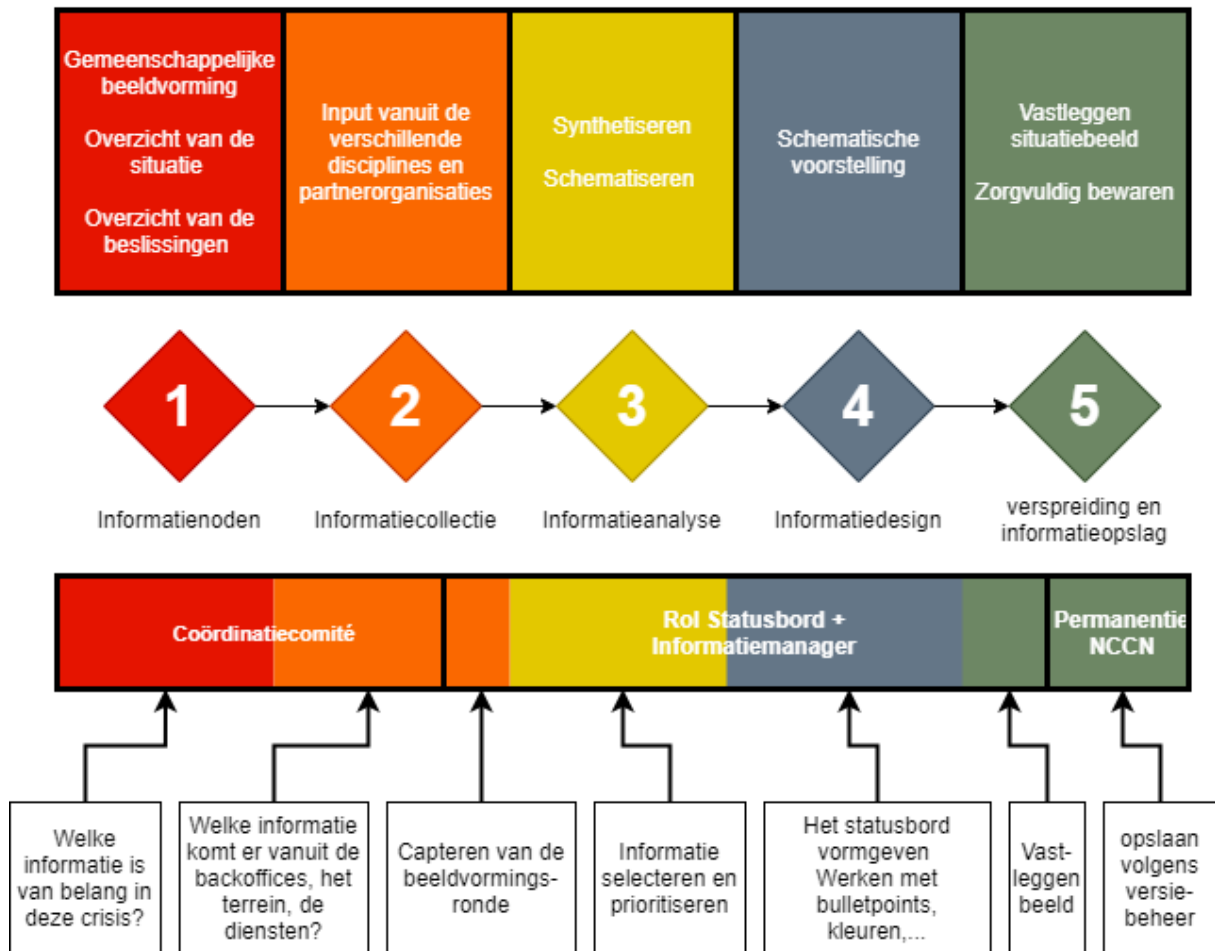 Gemeenschappelijke
beeldvorming
Overzicht van de
situatie
Overzicht van de
beslissingen
Input vanuit de
verschillende
disciplines en
partnerorganisaties
Synthetiseren
Schematiseren
Schematische
voorstelling
Vastleggen
situatiebeeld
Zorgvuldig bewaren
1
2
3
4
5
Informatienoden
Informatiecollectie
Informatieanalyse
Informatiedesign
verspreiding en
informatieopslag
Coördinatiecomité
Rol Statusbord +
Informatiemanager
Permanentie
NCCN
Welke
informatie is
van belang in
deze crisis?
Welke informatie
komt er vanuit de
backoffices, het
terrein, de
diensten?
Capteren van de
beeldvormings-
ronde
Informatie
selecteren en
prioritiseren
Het statusbord
vormgeven
Werken met
bulletpoints,
kleuren,...
Vast-
leggen
beeld
opslaan
volgens
versie-
beheer